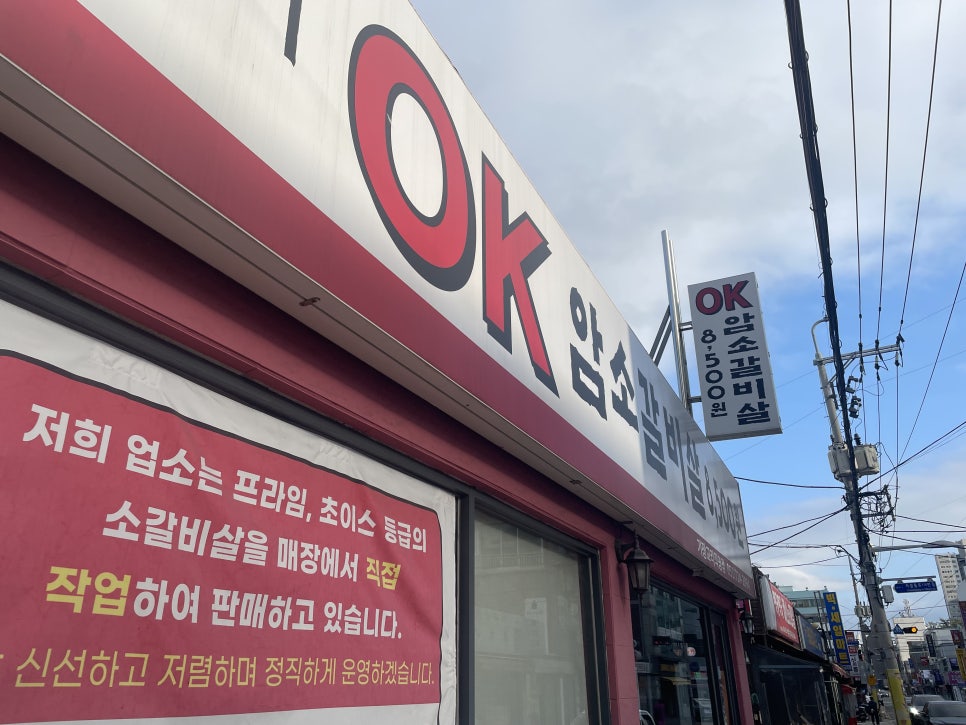 OK 암소갈비살 8,500원
OK
암소갈비살
8,500원
저희 업소는 프라임, 초이스 등급의
소갈비살을 매장에서 직접
작업하여 판매하고 있습니다.
신선하고 저렴하며 정직하게 운영하겠습니다.